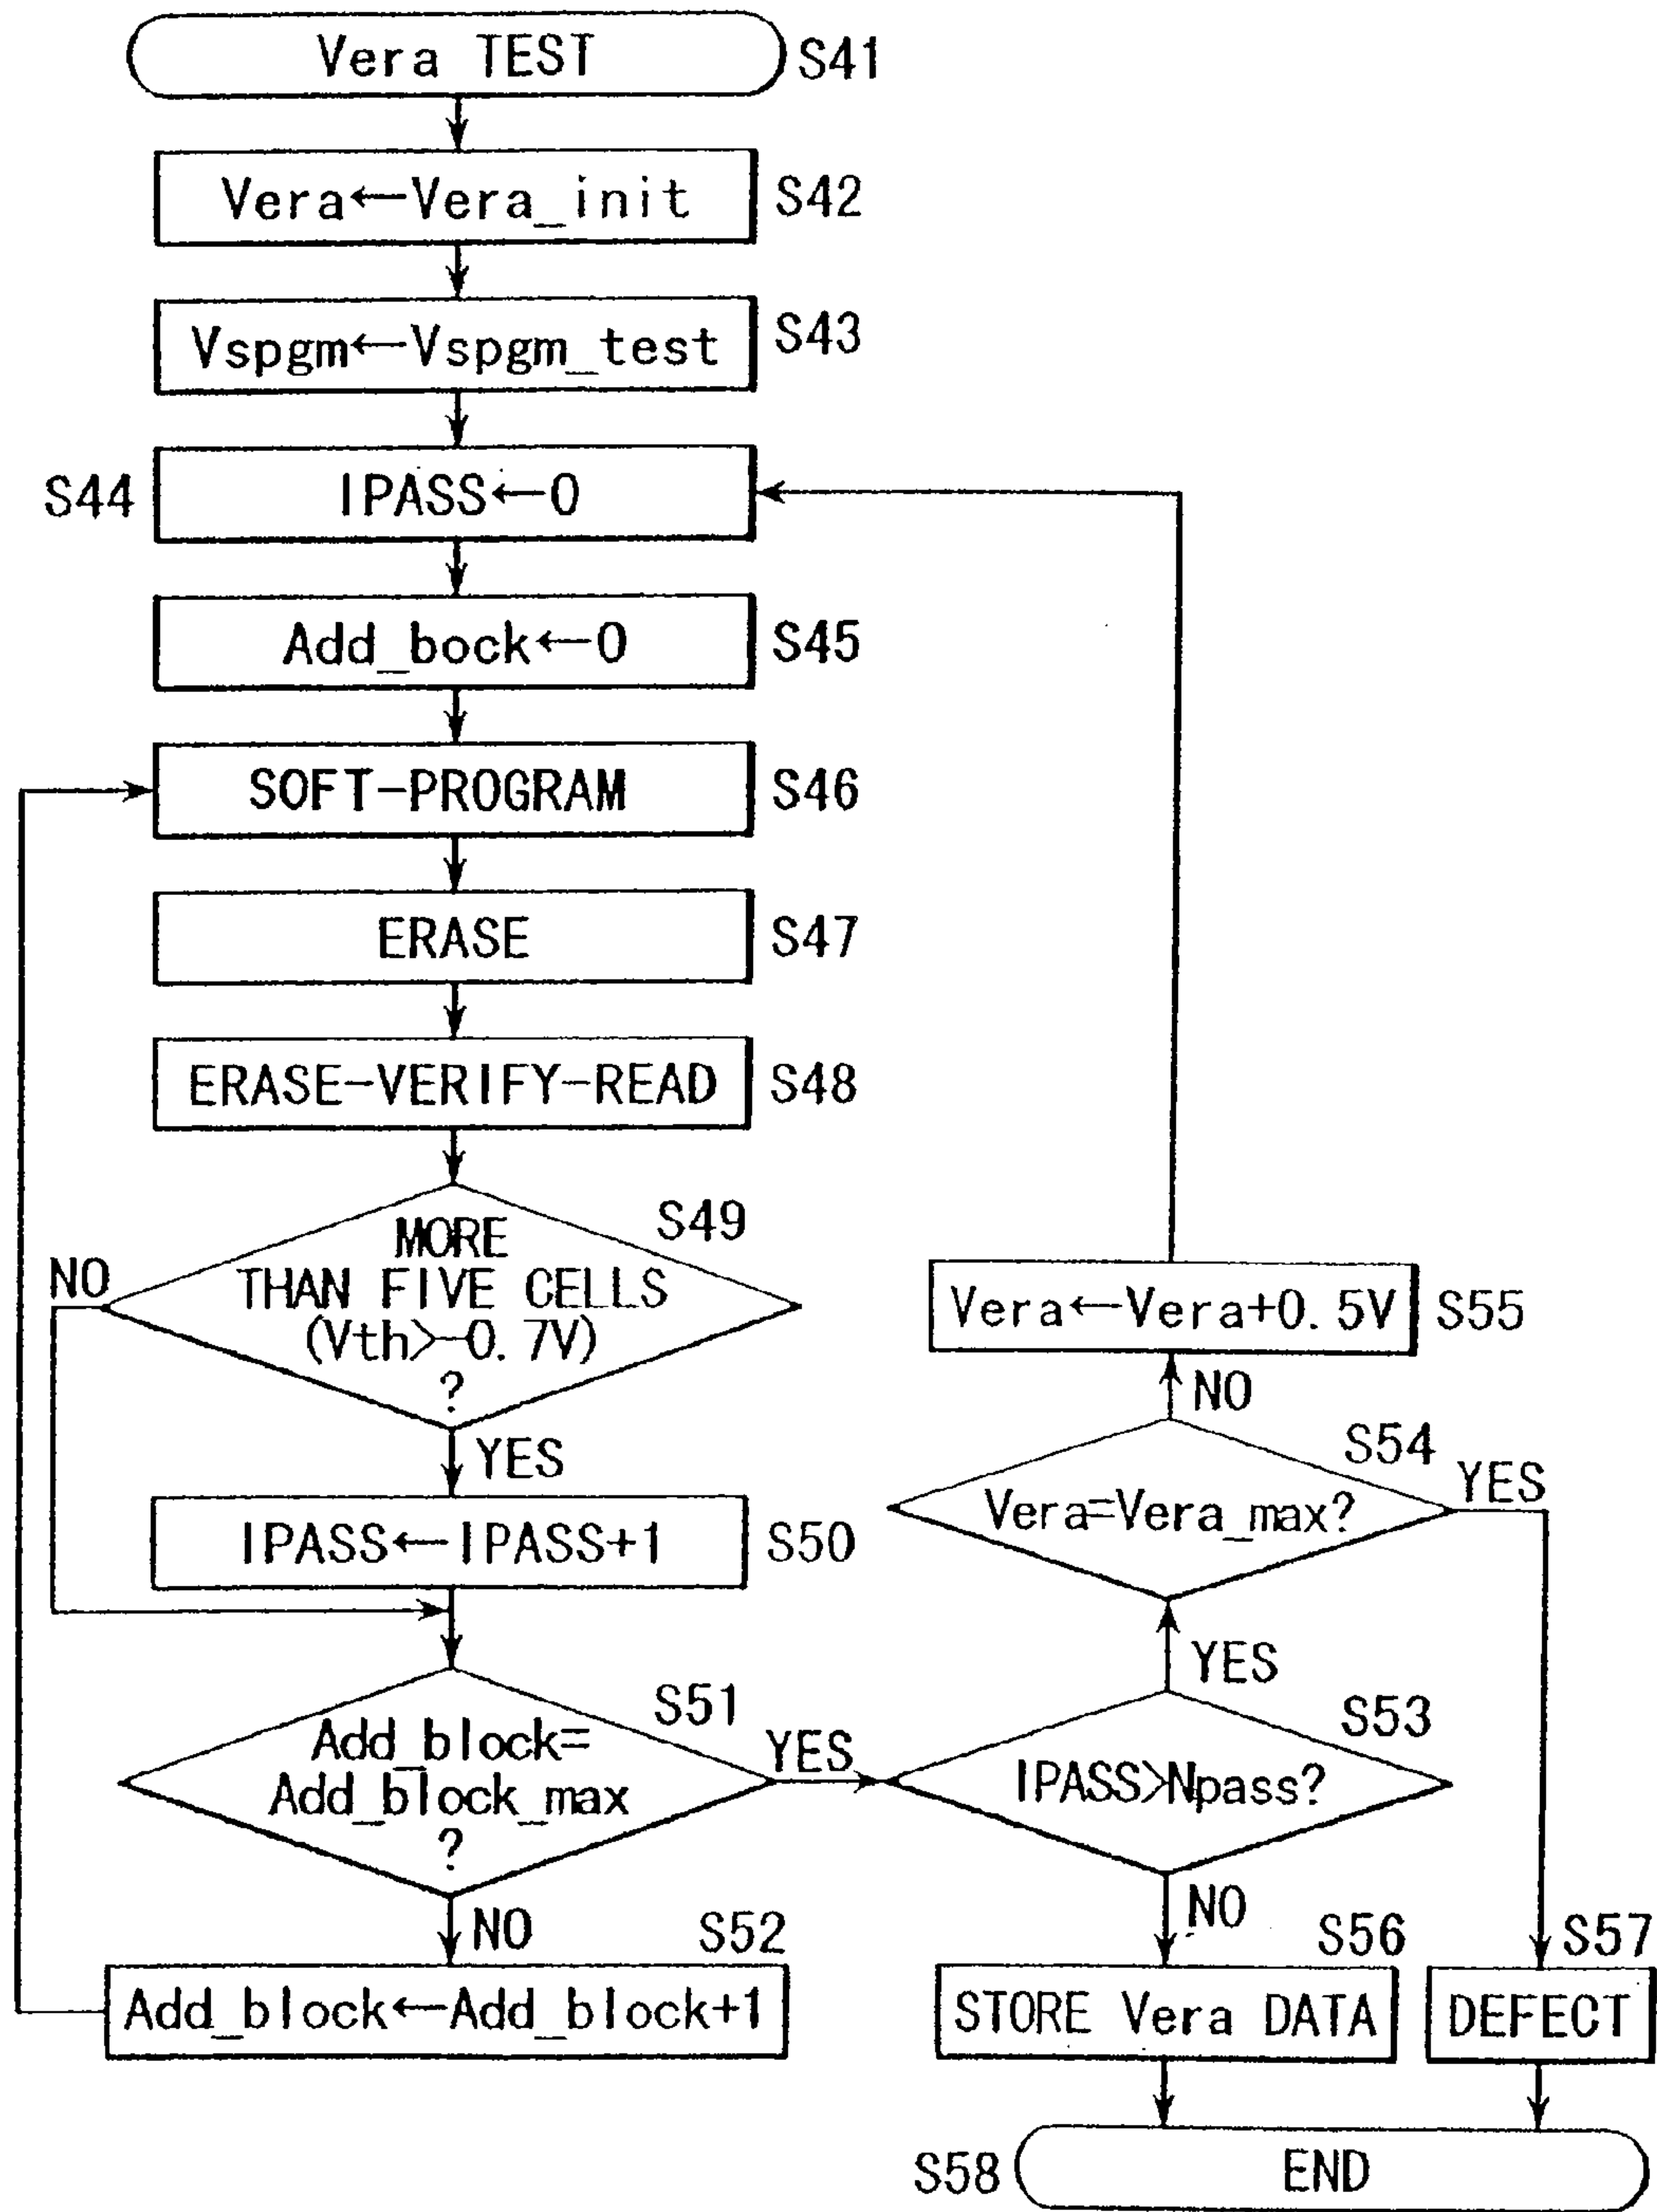 Vera TEST
S41
Vera←Vera_init
S42
Vspgm←Vspgm_test
S43
S44
IPASS←0
Add_bock←0
S45
SOFT-PROGRAM
S46
ERASE
S47
ERASE-VERIFY-READ
S48
S49
MORE
THAN FIVE CELLS
(Vth>-0.7V)
?
NO
YES
IPASS←IPASS+1
S50
S51
Add_block=
Add_block_max
?
YES
NO
S52
Add_block←Add_block+1
S53
IPASS>Npass?
YES
NO
S54
Vera=Vera_max?
YES
NO
Vera←Vera+0.5V
S55
S56
STORE Vera DATA
S57
DEFECT
S58
END